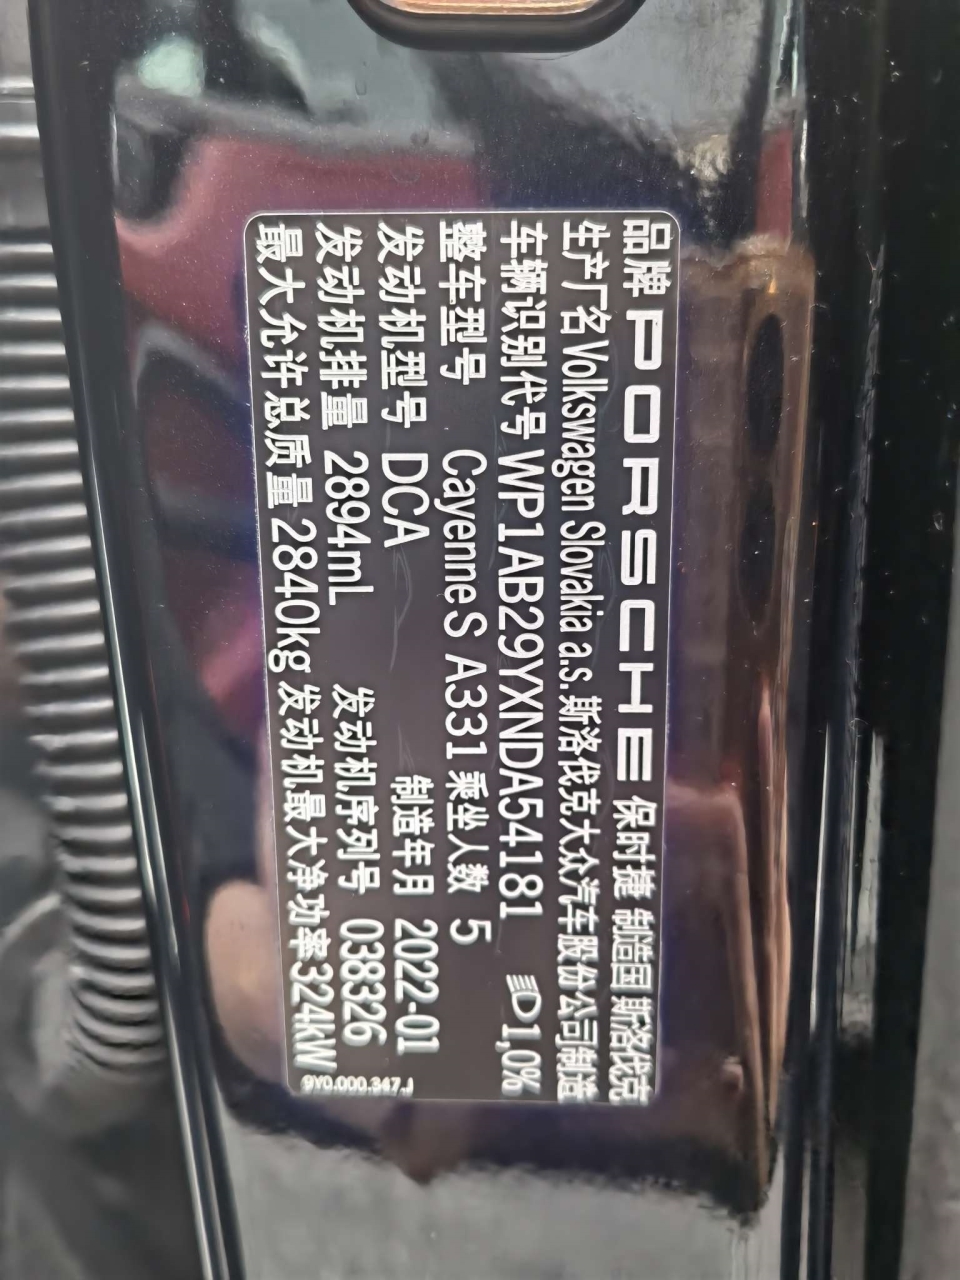 品牌 PORSCHE 保时捷 制造国 斯洛伐克
生产厂名 Volkswagen Slovakia a.s. 斯洛伐克大众汽车股份公司制造
车辆识别代号 WP1AB29YXNDA54181 1,0%
整车型号 Cayenne S A331 乘坐人数 5
发动机型号 DCA 制造年月 2022-01
发动机排量 2894mL 发动机序列号 038326
最大允许总质量 2840kg 发动机最大净功率 324kW
9Y0.000.347.J